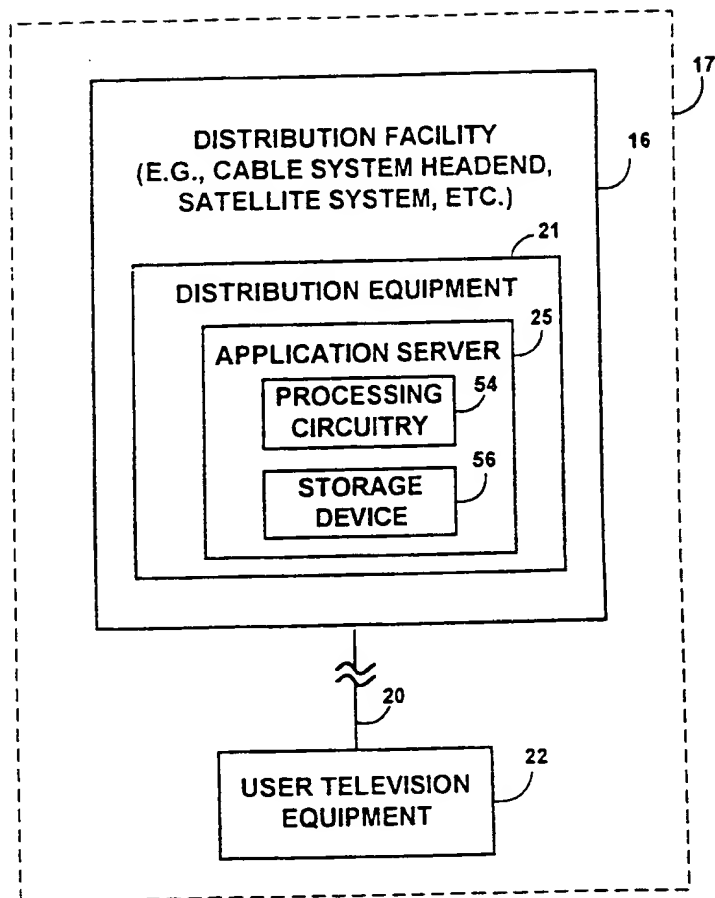 17
DISTRIBUTION FACILITY
(E.G., CABLE SYSTEM HEADEND,
SATELLITE SYSTEM, ETC.)
16
21
DISTRIBUTION EQUIPMENT
APPLICATION SERVER
25
PROCESSING
CIRCUITRY
54
STORAGE
DEVICE
56
20
USER TELEVISION
EQUIPMENT
22